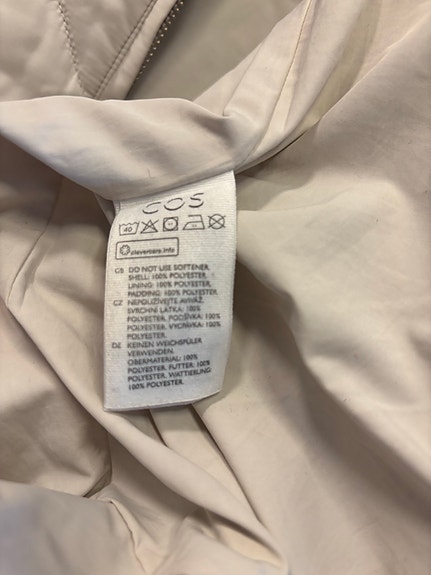 COS
40
clevercare.info
GB DO NOT USE SOFTENER.
SHELL: 100% POLYESTER,
LINING: 100% POLYESTER,
PADDING: 100% POLYESTER.
CZ NEPOUŽÍVEJTE AVIVÁŽ.
SVRCHNÍ LÁTKA: 100%
POLYESTER, PODŠÍVKA: 100%
POLYESTER, VYCPÁVKA: 100%
POLYESTER.
DE KEINEN WEICHSPÜLER
VERWENDEN.
OBERMATERIAL: 100%
POLYESTER, FUTTER: 100%
POLYESTER, WATTIERUNG:
100% POLYESTER.